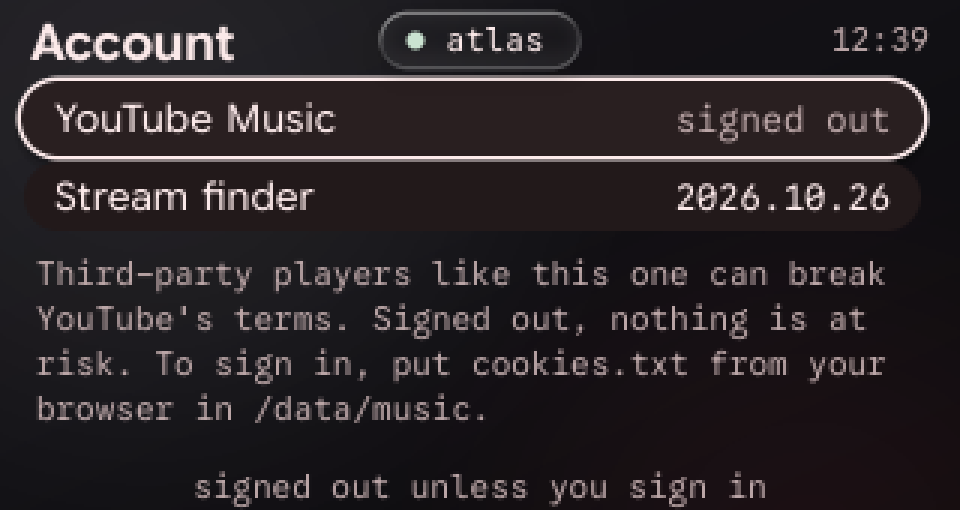 Account
atlas
12:39
YouTube Music signed out
Stream finder 2026.10.26
Third-party players like this one can break
YouTube's terms. Signed out, nothing is at
risk. To sign in, put cookies.txt from your
browser in /data/music.
signed out unless you sign in